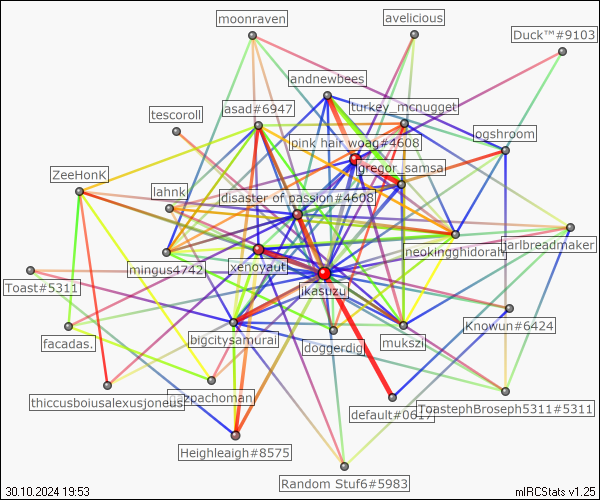 moonraven
avelicious
Duck™#9103
andnewbees
turkey_mcnugget
asad#6947
tescoroll
pink hair woag#4608
ogshroom
gregor_samsa
ZeeHonK
lahnk
disaster of passion#4608
neokingghidorah
jarlbreadmaker
mingus4742
xenoyaut
Toast#5311
ikasuzu
Knowun#6424
facadas.
bigcitysamurai
doggerdig
mukszi
thiccusboiusalexusjoneus
zpachoman
default#0617
ToastephBroseph5311#5311
Heighleaigh#8575
Random Stuf6#5983
30.10.2024 19:53
mIRCStats v1.25